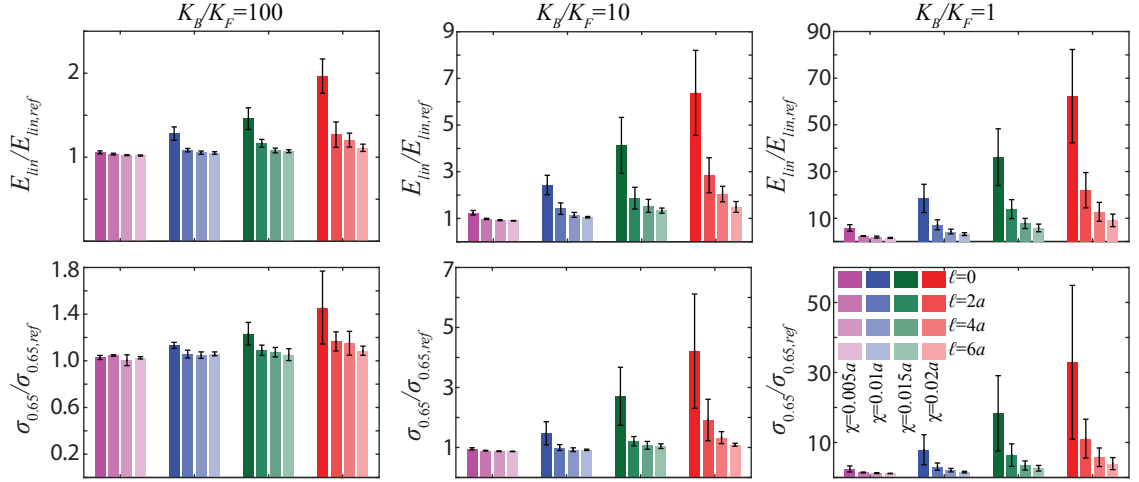 K_B/K_F=100
K_B/K_F=10
K_B/K_F=1
E_lin/E_lin,ref
2
1
E_lin/E_lin,ref
9
7
5
3
1
E_lin/E_lin,ref
90
70
50
30
10
σ_0.65/σ_0.65,ref
1.8
1.4
1.0
0.6
0.2
σ_0.65/σ_0.65,ref
7
5
3
1
σ_0.65/σ_0.65,ref
50
30
10
ℓ=0
ℓ=2a
ℓ=4a
ℓ=6a
χ=0.005a
χ=0.01a
χ=0.015a
χ=0.02a